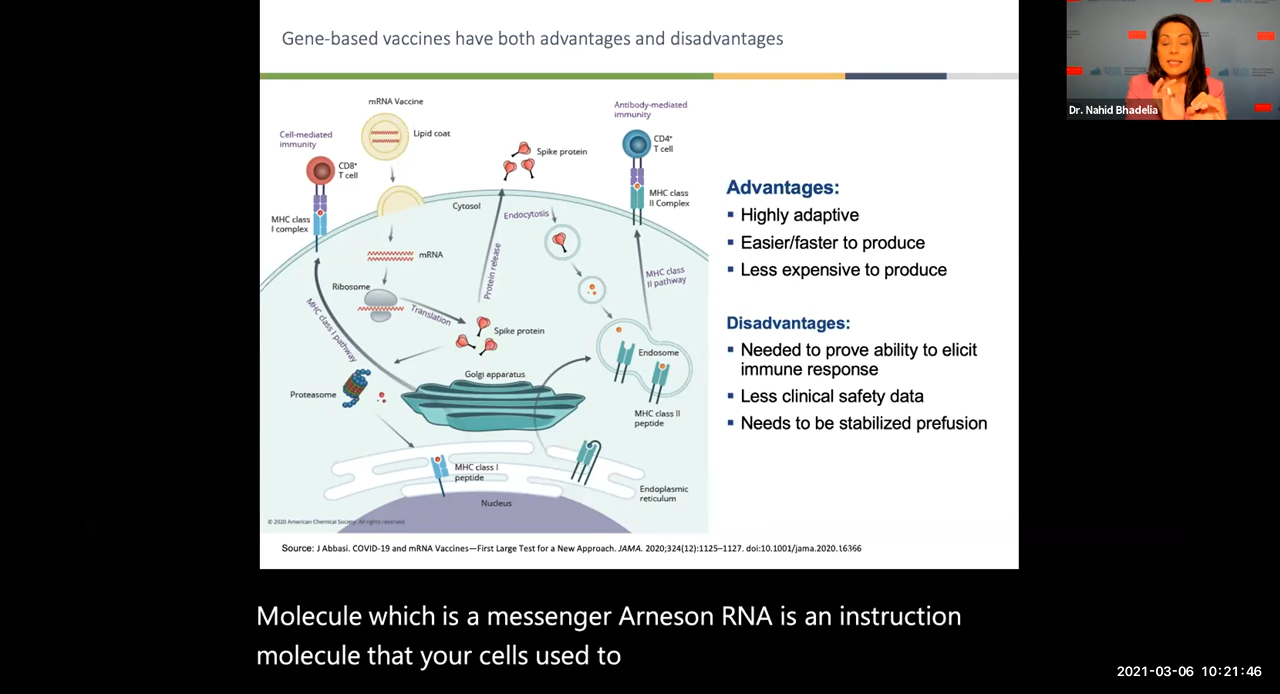 Gene-based vaccines have both advantages and disadvantages
Dr. Nahid Bhadelia
mRNA Vaccine
Lipid coat
Cell-mediated
immunity
CD8+
T cell
MHC class
I complex
Spike protein
Antibody-mediated
immunity
CD4+
T cell
MHC class
II Complex
Cytosol
Endocytosis
mRNA
Protein release
MHC class
II pathway
Ribosome
Translation
Spike protein
MHC class I pathway
Endosome
Golgi apparatus
Proteasome
MHC class II
peptide
MHC class I
peptide
Endoplasmic
reticulum
Nucleus
© 2020 American Chemical Society. All rights reserved.
Advantages:
▪ Highly adaptive
▪ Easier/faster to produce
▪ Less expensive to produce
Disadvantages:
▪ Needed to prove ability to elicit
immune response
▪ Less clinical safety data
▪ Needs to be stabilized prefusion
Source: J Abbasi. COVID-19 and mRNA Vaccines—First Large Test for a New Approach. JAMA. 2020;324(12):1125–1127. doi:10.1001/jama.2020.16366
Molecule which is a messenger Arneson RNA is an instruction
molecule that your cells used to
2021-03-06 10:21:46